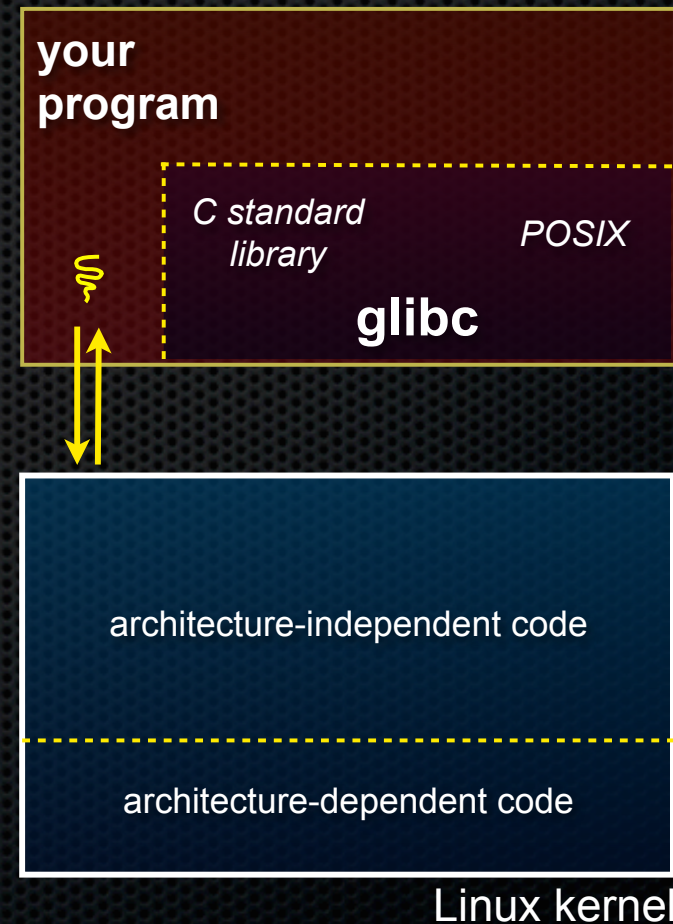 your
program
C standard
library
POSIX
glibc
architecture-independent code
architecture-dependent code
Linux kernel